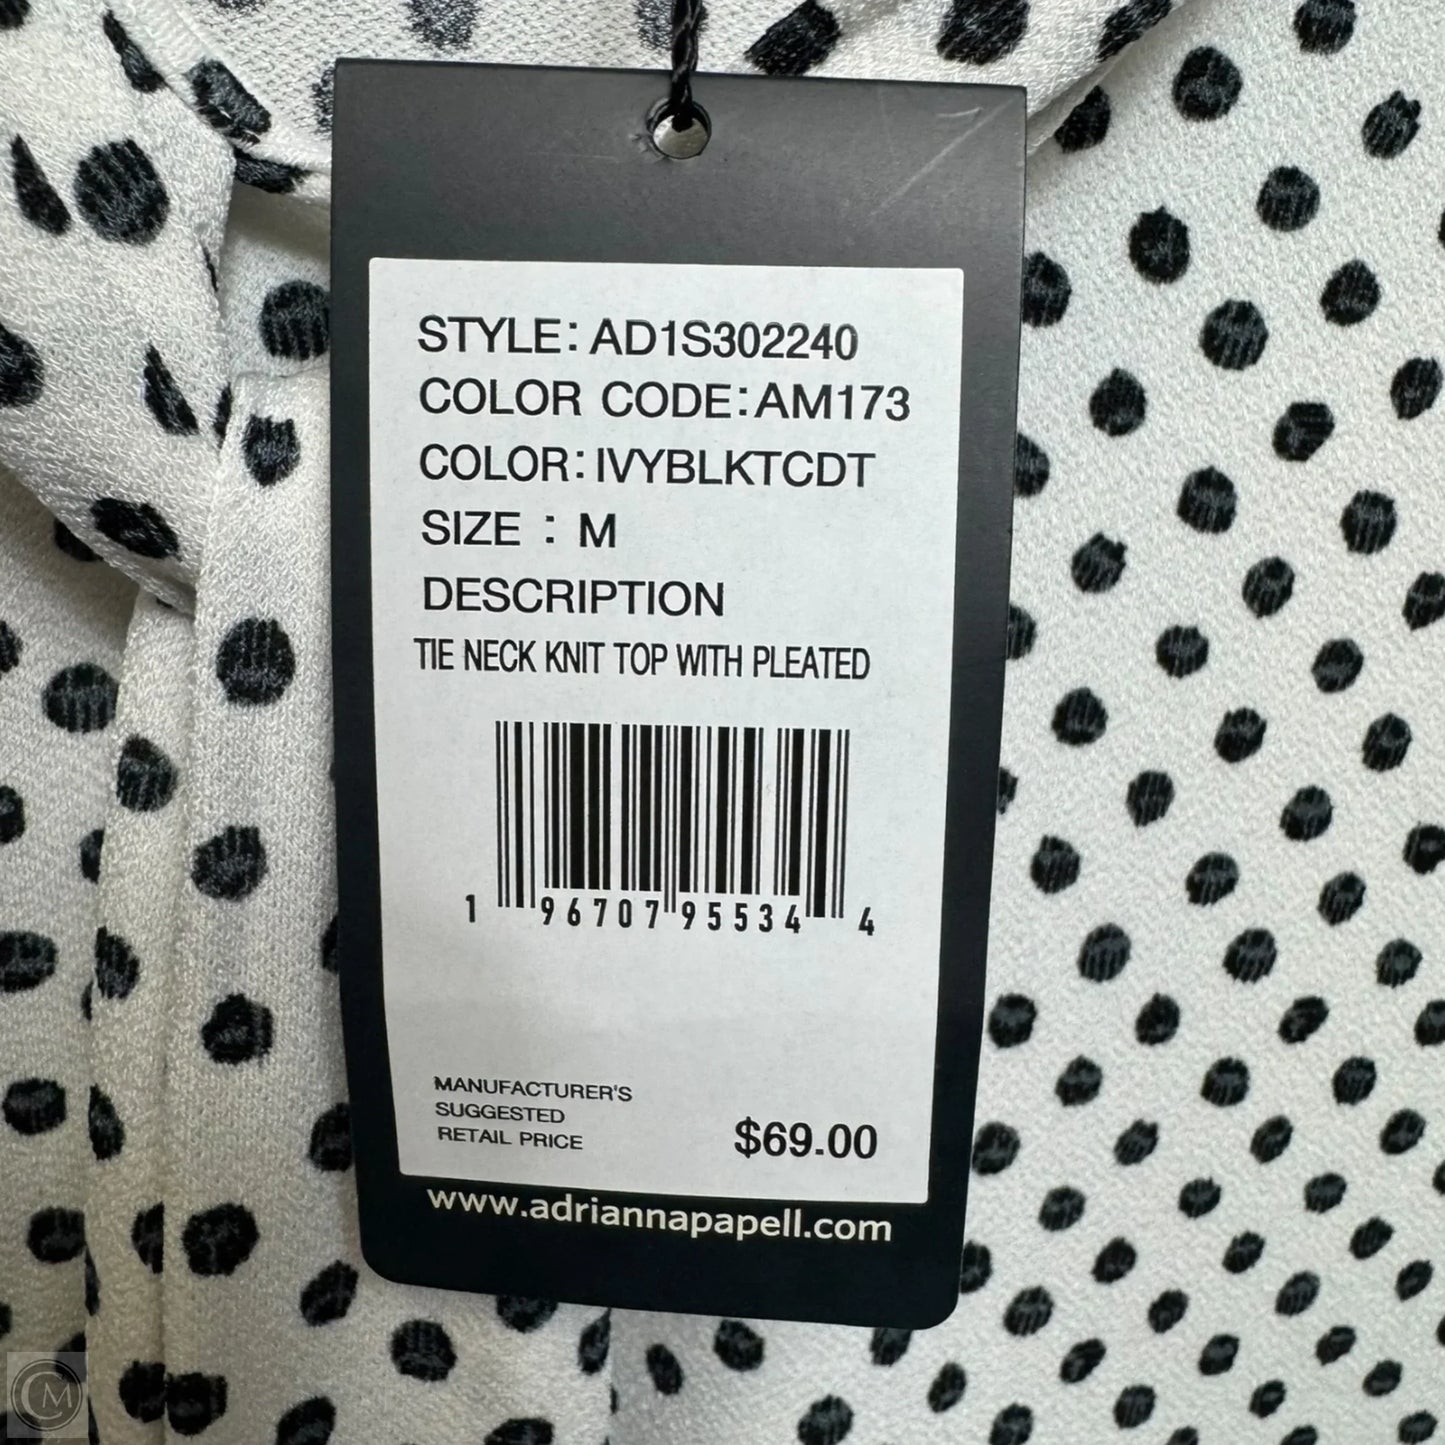 STYLE: AD1S302240
COLOR CODE: AM173
COLOR: IVYBLKTCDT
SIZE : M
DESCRIPTION
TIE NECK KNIT TOP WITH PLEATED
1 96707 95534 4
MANUFACTURER'S
SUGGESTED
RETAIL PRICE
$69.00
www.adriannapapell.com
CM